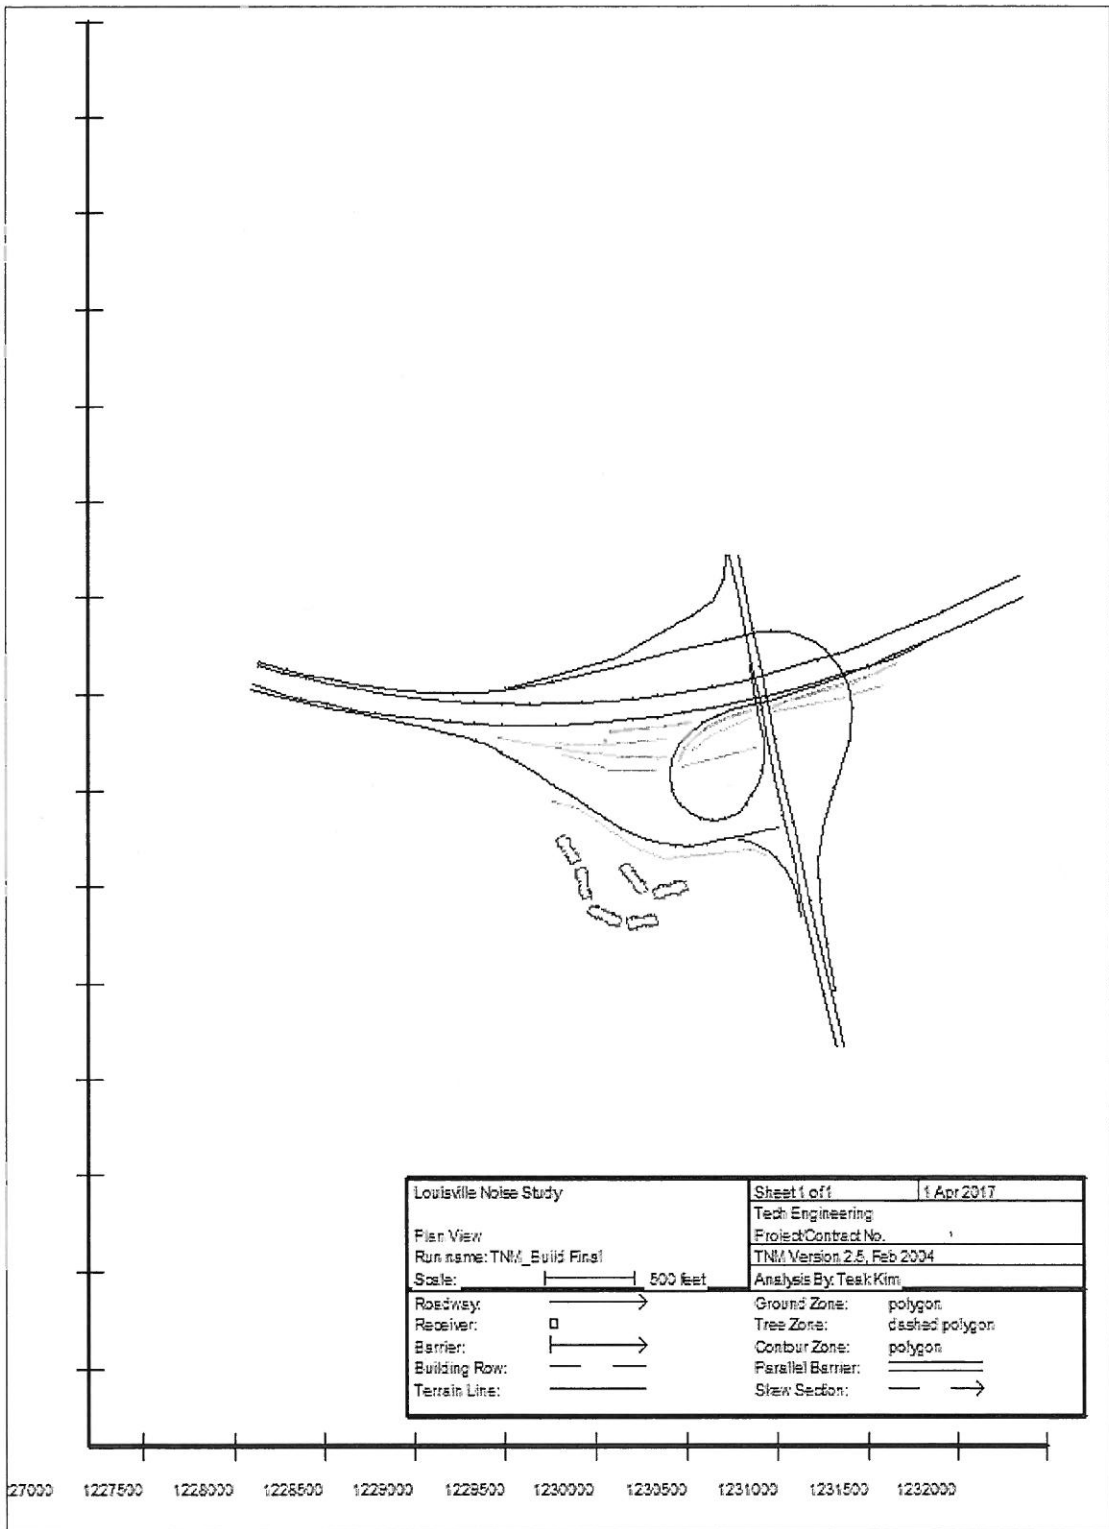 Louisville Noise Study
Sheet 1 of 1
1 Apr 2017
Tech Engineering
Plan View
Project/Contract No.
Run name: TNM_Build Final
TNM Version 2.5, Feb 2004
Scale: 500 feet
Analysis By: Teak Kim
Roadway:
Ground Zone: polygon
Receiver:
Tree Zone: dashed polygon
Barrier:
Contour Zone: polygon
Building Row:
Parallel Barrier:
Terrain Line:
Skew Section:
27000 1227500 1228000 1228500 1229000 1229500 1230000 1230500 1231000 1231500 1232000